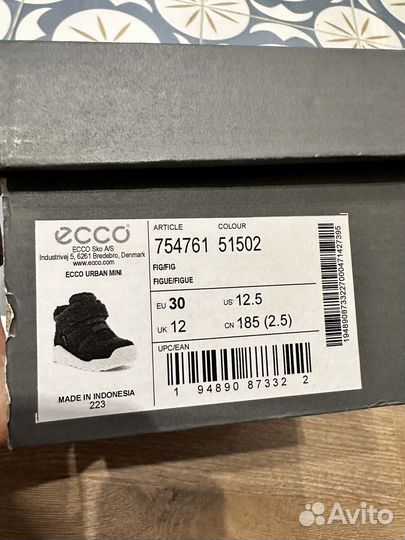 ecco
ECCO Sko A/S
Industrivej 5, 6261 Bredebro, Denmark
www.ecco.com
ECCO URBAN MINI
MADE IN INDONESIA
223
ARTICLE COLOUR
754761 51502
FIG/FIG
FIGUE/FIGUE
EU 30 US 12.5
UK 12 CN 185 (2.5)
UPC/EAN
1 94890 87332 2
19489087332270004714273​95
Avito